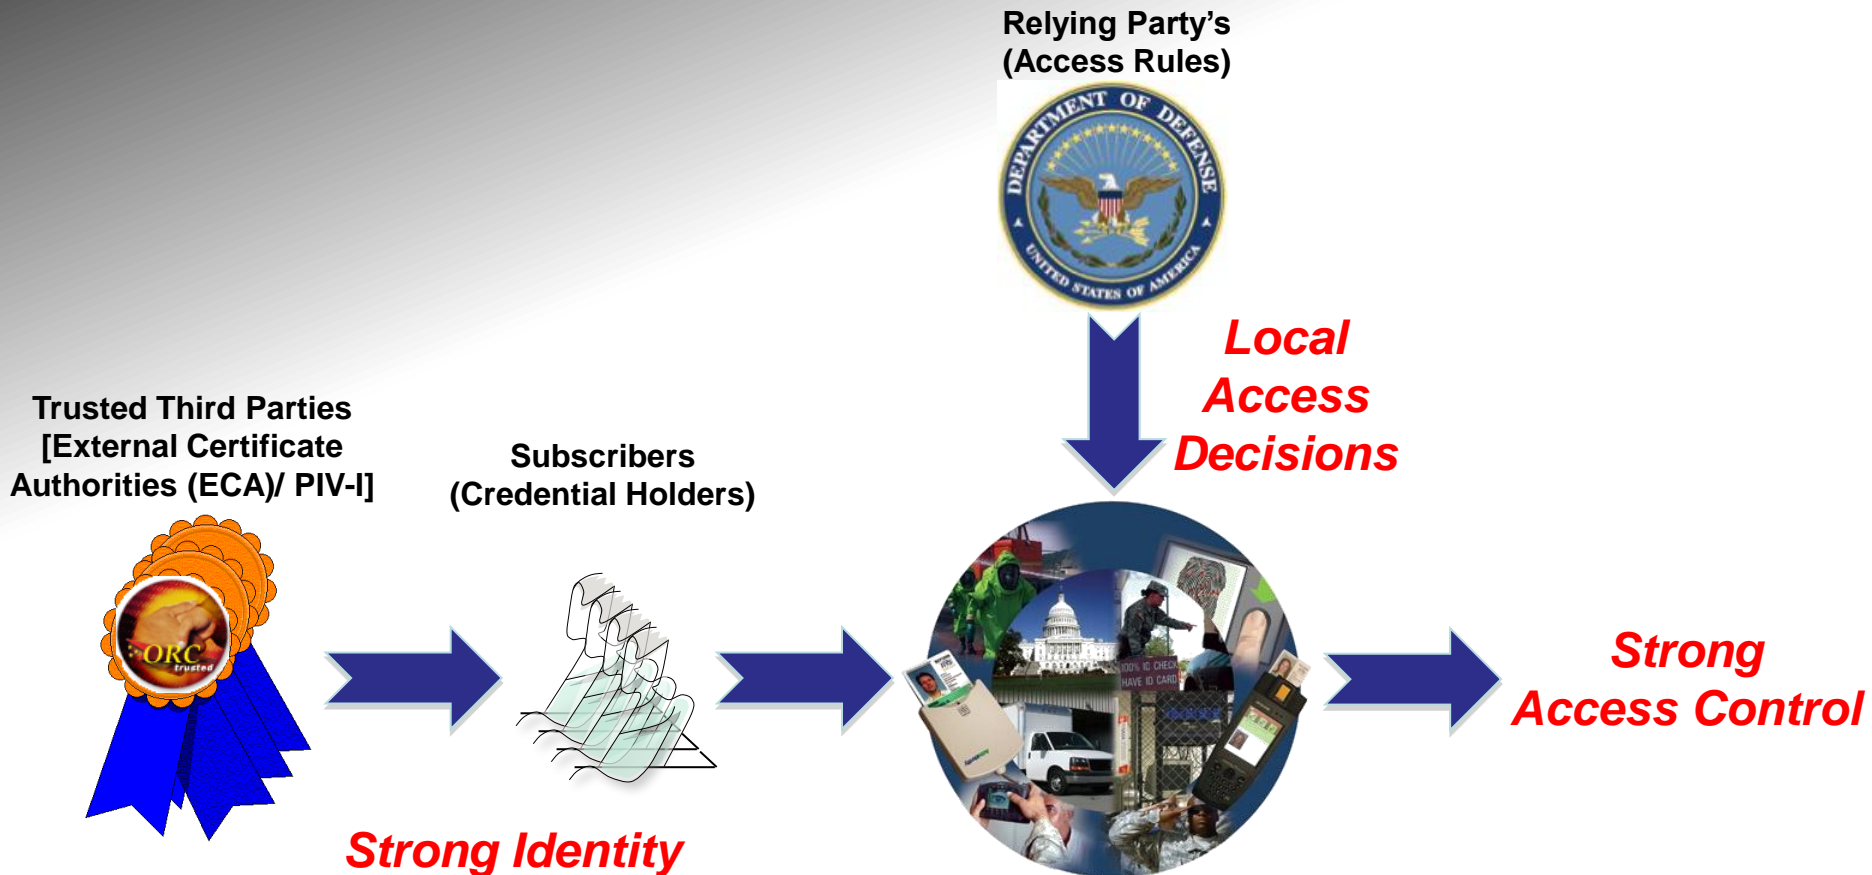 Relying Party's
(Access Rules)
DEPARTMENT OF DEFENSE
UNITED STATES OF AMERICA
Local
Access
Decisions
Trusted Third Parties
[External Certificate
Authorities (ECA)/ PIV-I]
Subscribers
(Credential Holders)
ORC
trusted
100% ID CHECK
HAVE ID CARD
Strong
Access Control
Strong Identity